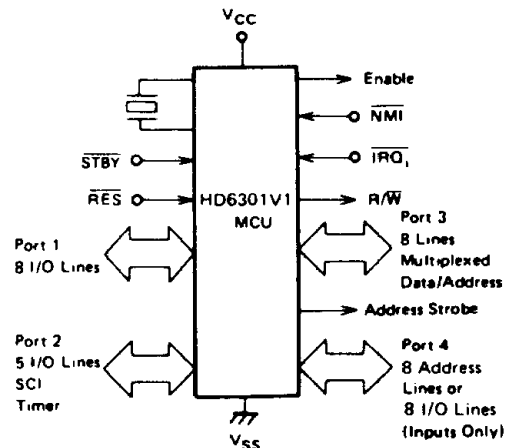 VCC
Enable
NMI
STBY
IRQ1
RES
HD6301V1
MCU
R/W
Port 1
8 I/O Lines
Port 3
8 Lines
Multiplexed
Data/Address
Address Strobe
Port 2
5 I/O Lines
SCI
Timer
Port 4
8 Address
Lines or
8 I/O Lines
(Inputs Only)
VSS